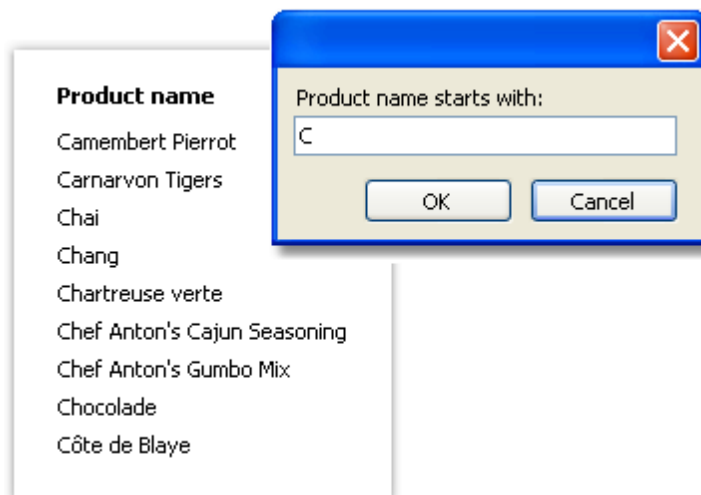 Product name
Camembert Pierrot
Carnarvon Tigers
Chai
Chang
Chartreuse verte
Chef Anton's Cajun Seasoning
Chef Anton's Gumbo Mix
Chocolade
Côte de Blaye
Product name starts with:
C
OK Cancel